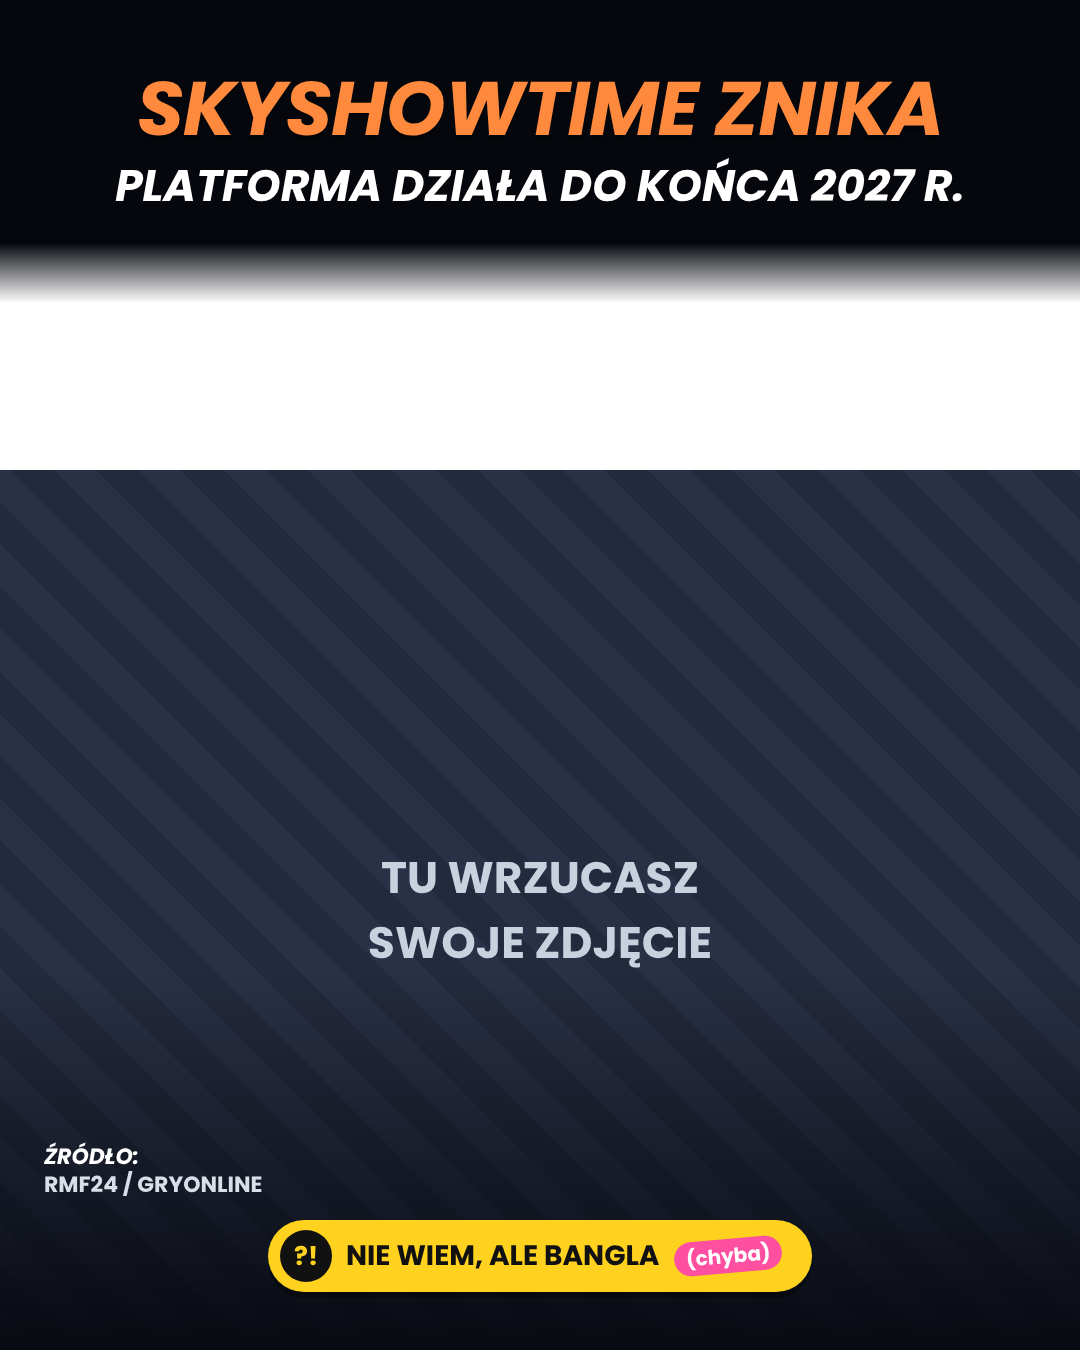 SKYSHOWTIME ZNIKA
PLATFORMA DZIAŁA DO KOŃCA 2027 R.
TU WRZUCASZ
SWOJE ZDJĘCIE
ŹRÓDŁO:
RMF24 / GRYONLINE
?! NIE WIEM, ALE BANGLA (chyba)